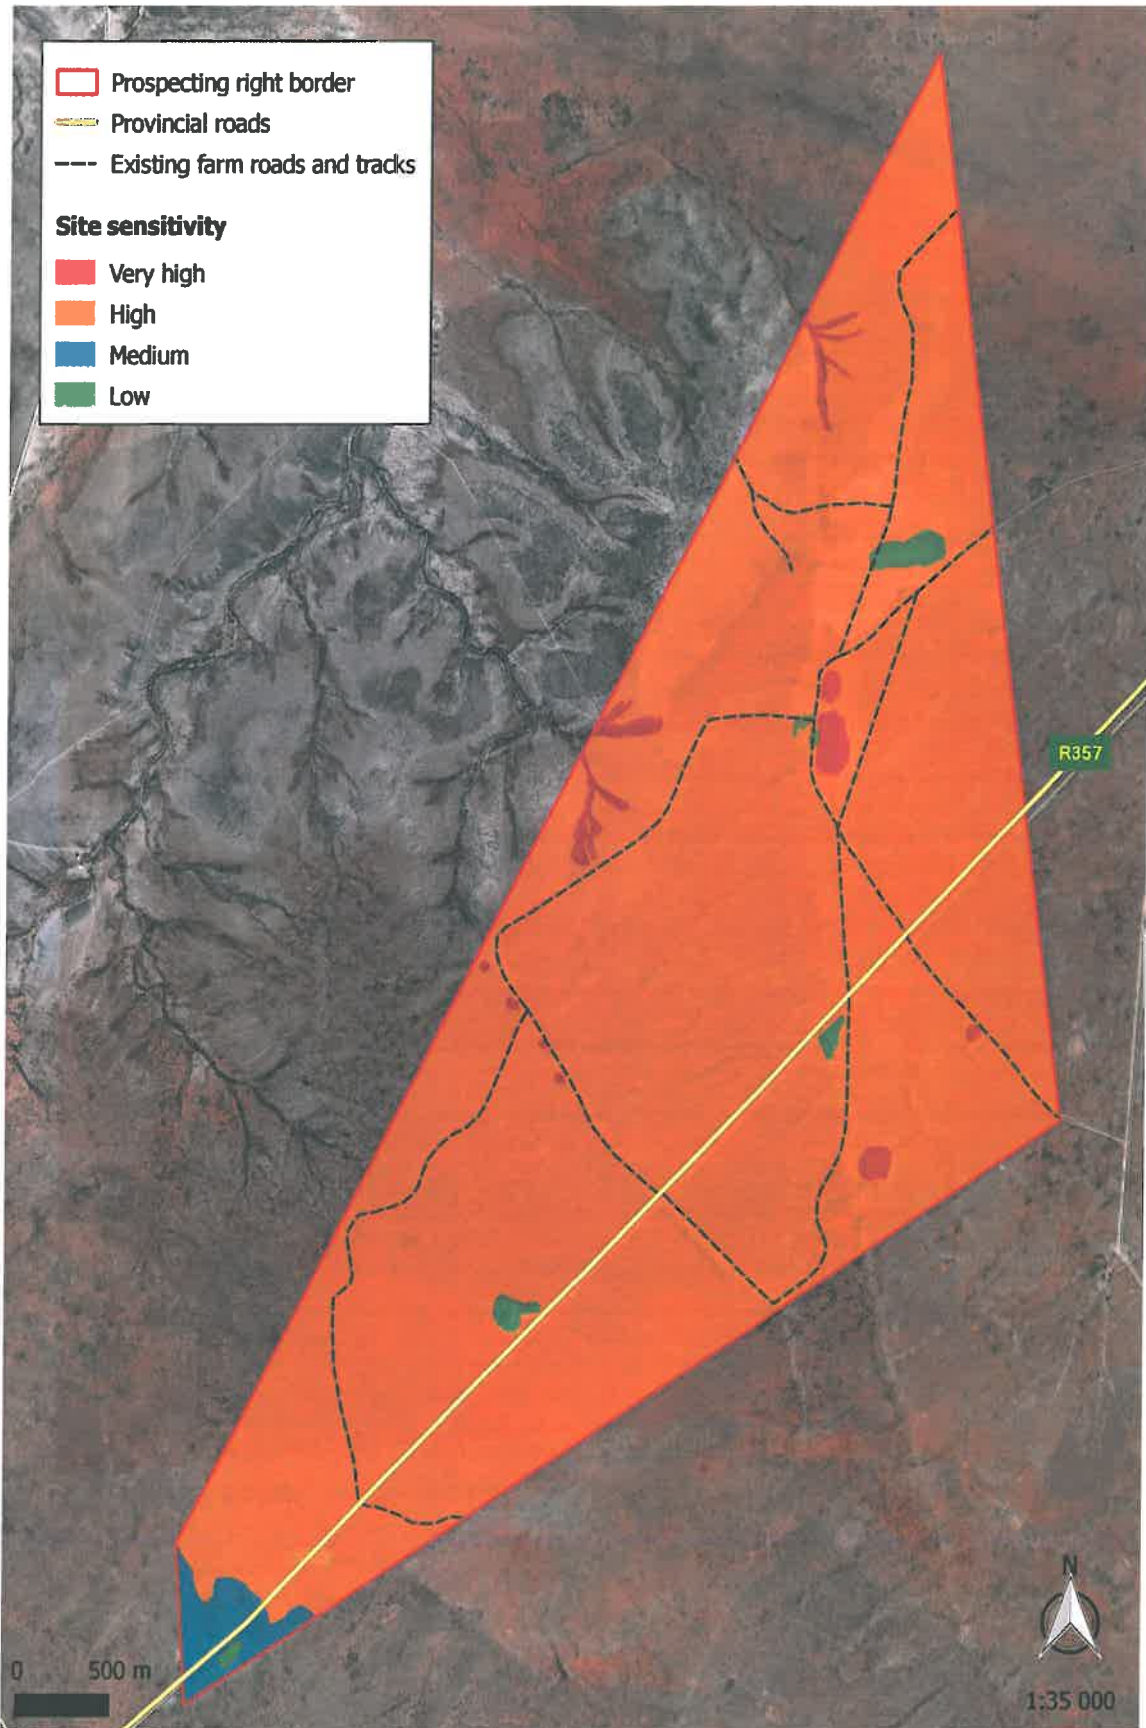 Prospecting right border
Provincial roads
Existing farm roads and tracks
Site sensitivity
Very high
High
Medium
Low
R357
N
0 500 m
1:35 000